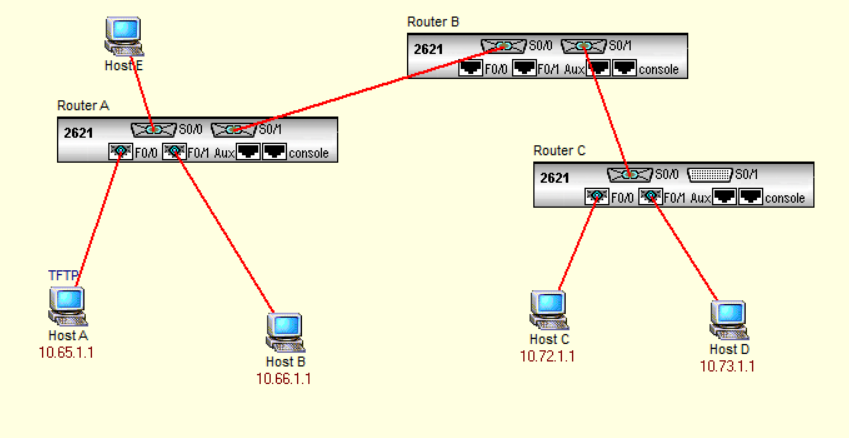 Router B
2621 S0/0 S0/1
F0/0 F0/1 Aux console
Host E
Router A
2621 S0/0 S0/1
F0/0 F0/1 Aux console
Router C
2621 S0/0 S0/1
F0/0 F0/1 Aux console
TFTP
Host A
10.65.1.1
Host B
10.66.1.1
Host C
10.72.1.1
Host D
10.73.1.1